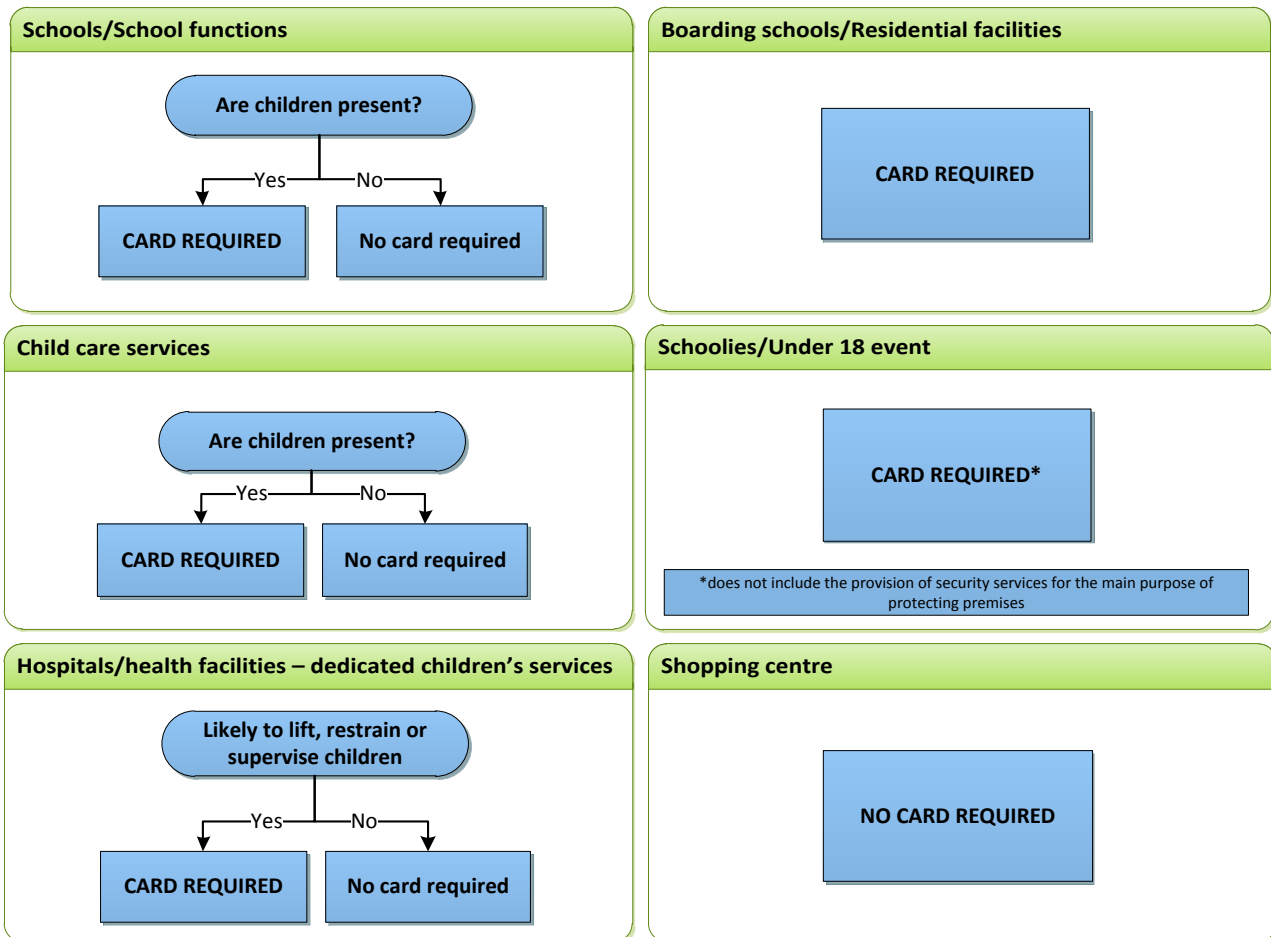 Schools/School functions
Are children present?
Yes
No
CARD REQUIRED
No card required
Boarding schools/Residential facilities
CARD REQUIRED
Child care services
Are children present?
Yes
No
CARD REQUIRED
No card required
Schoolies/Under 18 event
CARD REQUIRED*
*does not include the provision of security services for the main purpose of
protecting premises
Hospitals/health facilities – dedicated children's services
Likely to lift, restrain or
supervise children
Yes
No
CARD REQUIRED
No card required
Shopping centre
NO CARD REQUIRED